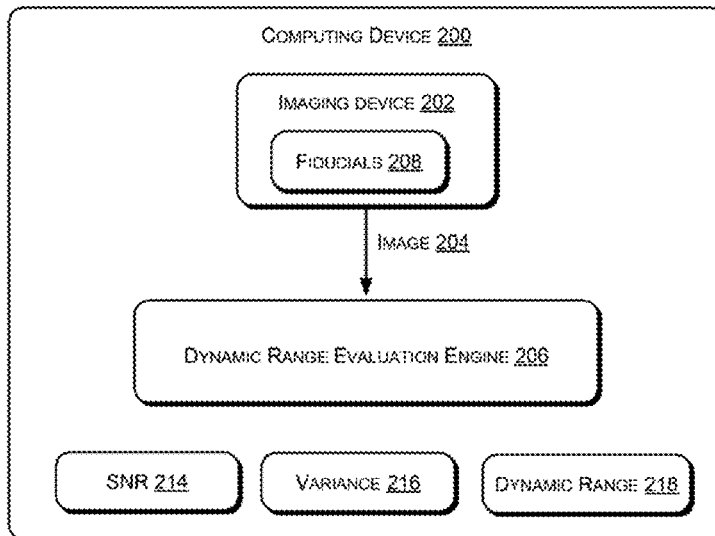 COMPUTING DEVICE 200
IMAGING DEVICE 202
FIDUCIALS 208
IMAGE 204
DYNAMIC RANGE EVALUATION ENGINE 206
SNR 214
VARIANCE 216
DYNAMIC RANGE 218